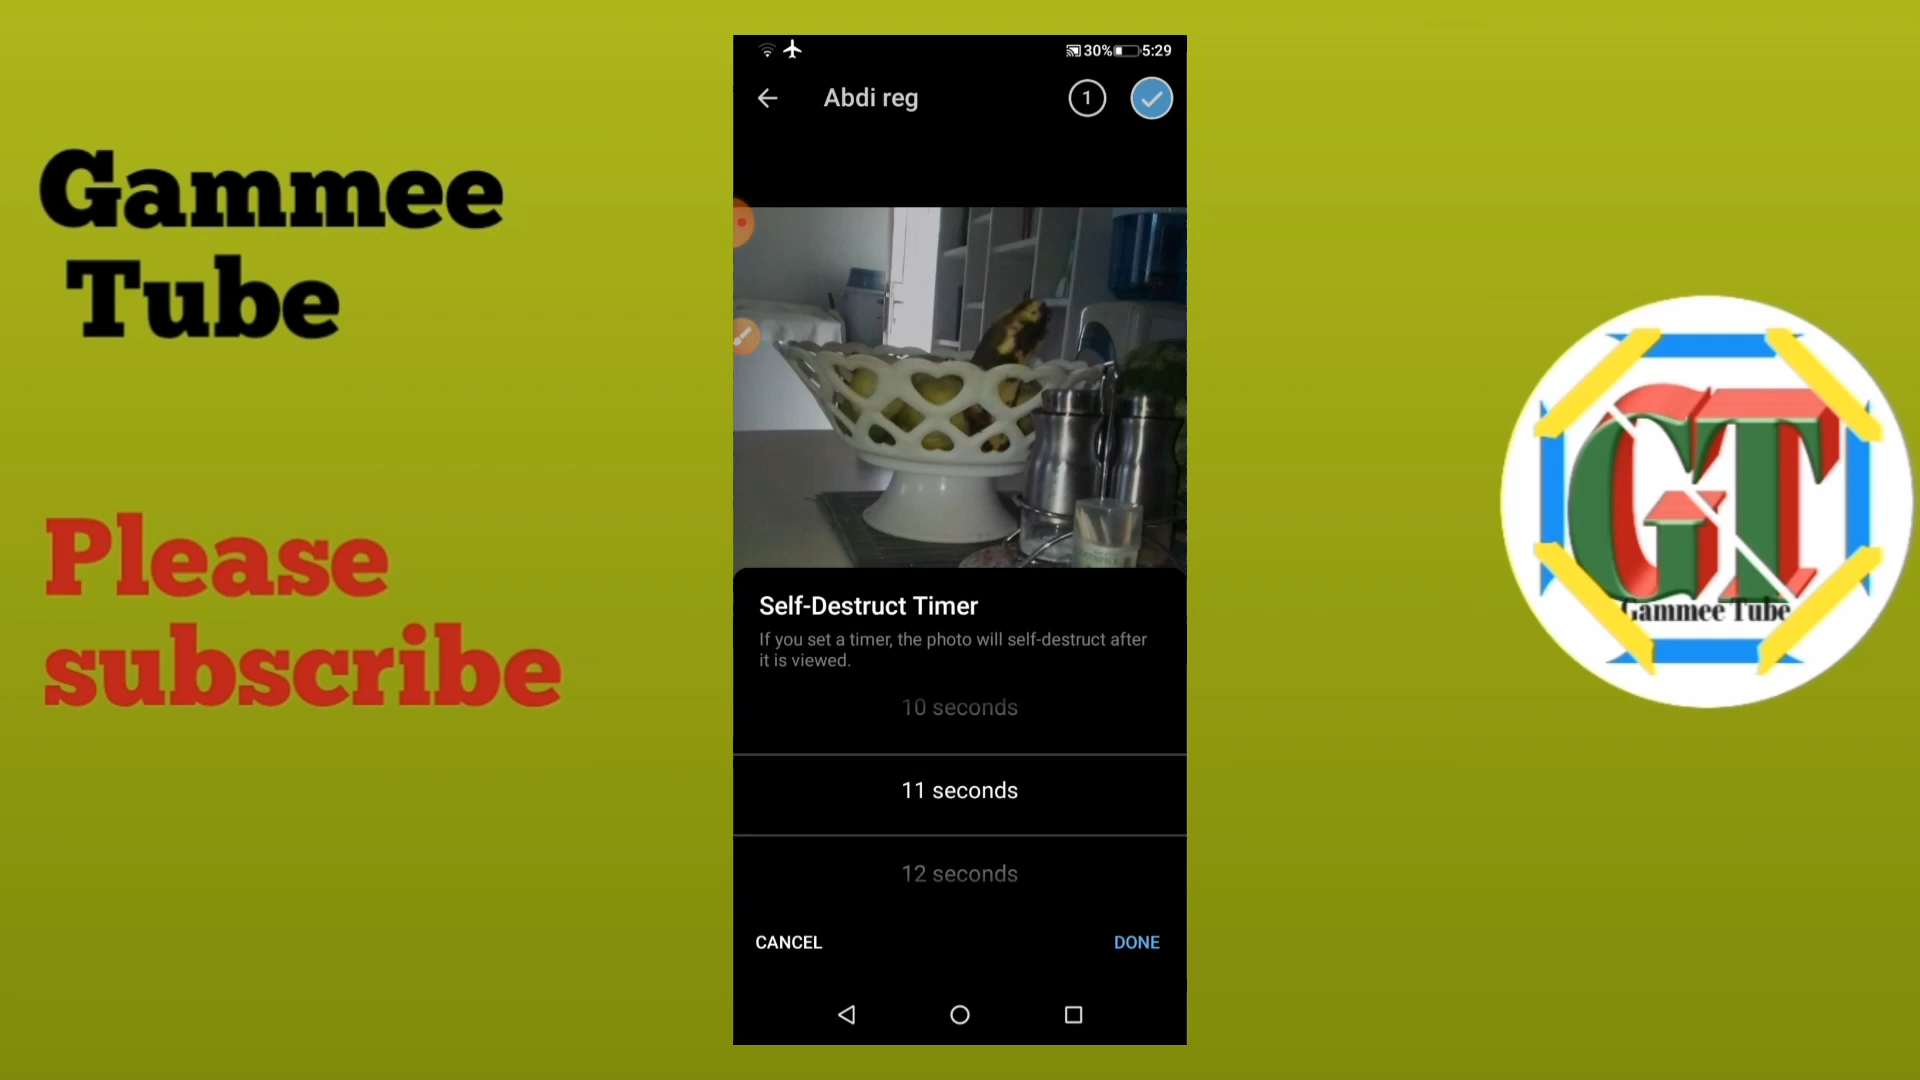 Gammee
Tube
Please
subscribe
30% 5:29
Abdi reg
1
Self-Destruct Timer
If you set a timer, the photo will self-destruct after
it is viewed.
10 seconds
11 seconds
12 seconds
CANCEL
DONE
GT
Gammee Tube